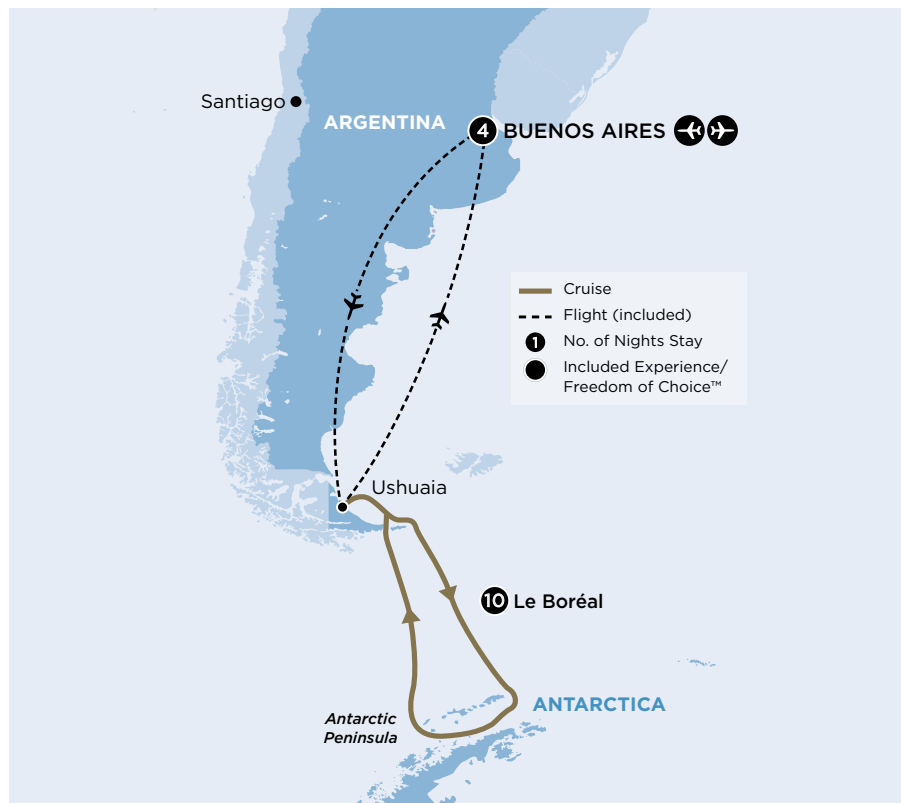 Santiago
ARGENTINA
4 BUENOS AIRES
Cruise
Flight (included)
1 No. of Nights Stay
Included Experience/
Freedom of Choice™
Ushuaia
10 Le Boréal
ANTARCTICA
Antarctic
Peninsula